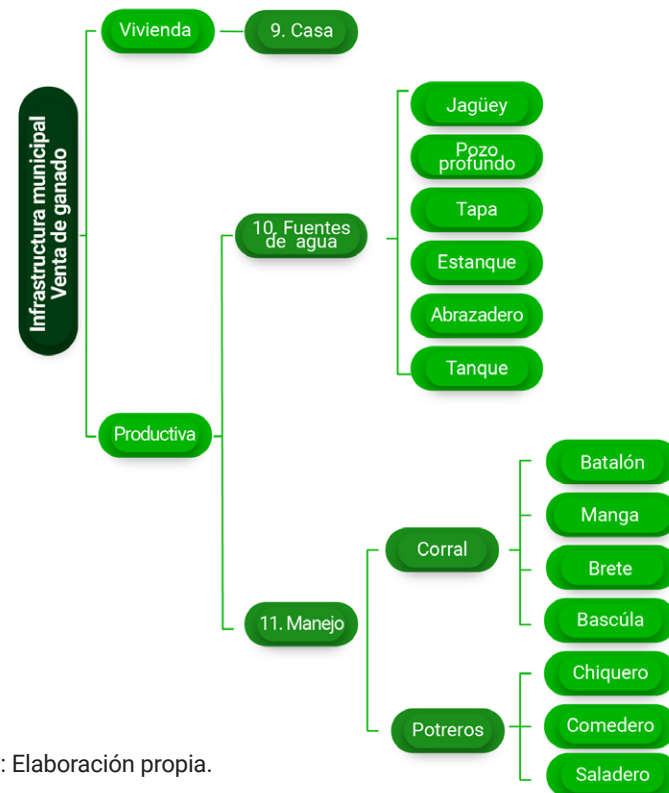 Infrastructura municipal
Venta de ganado
Vivienda
9. Casa
Productiva
10. Fuentes
de agua
Jagüey
Pozo
profundo
Tapa
Estanque
Abrazadero
Tanque
11. Manejo
Corral
Batalón
Manga
Brete
Bascúla
Potreros
Chiquero
Comedero
Saladero
: Elaboración propia.